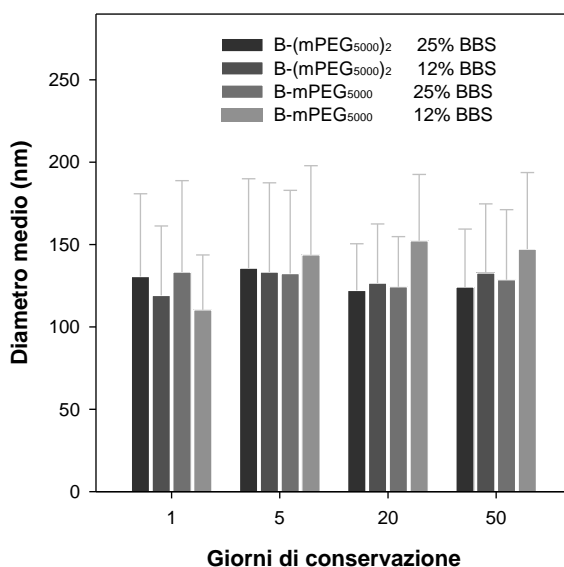 B-(mPEG5000)2 25% BBS
B-(mPEG5000)2 12% BBS
B-mPEG5000 25% BBS
B-mPEG5000 12% BBS
250
200
150
100
50
0
Diametro medio (nm)
1 5 20 50
Giorni di conservazione